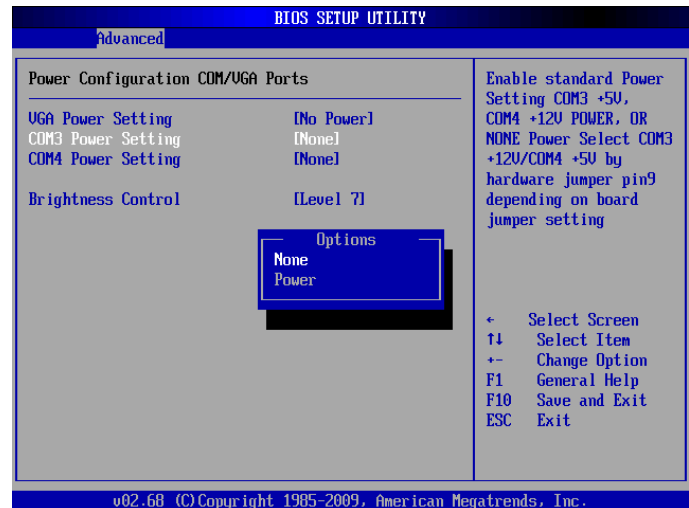 BIOS SETUP UTILITY
Advanced
Power Configuration COM/VGA Ports
VGA Power Setting [No Power]
COM3 Power Setting [None]
COM4 Power Setting [None]
Brightness Control [Level 7]
Options
None
Power
Enable standard Power
Setting COM3 +5V,
COM4 +12V POWER, OR
NONE Power Select COM3
+12V/COM4 +5V by
hardware jumper pin9
depending on board
jumper setting
← Select Screen
↑↓ Select Item
+- Change Option
F1 General Help
F10 Save and Exit
ESC Exit
v02.68 (C)Copyright 1985-2009, American Megatrends, Inc.